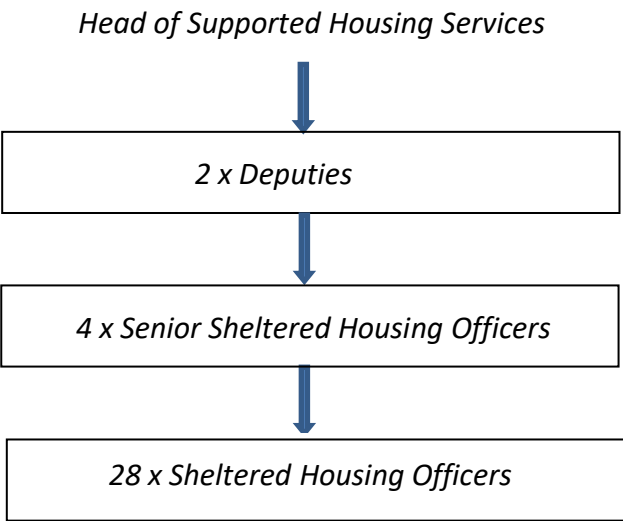 Head of Supported Housing Services
2 x Deputies
4 x Senior Sheltered Housing Officers
28 x Sheltered Housing Officers